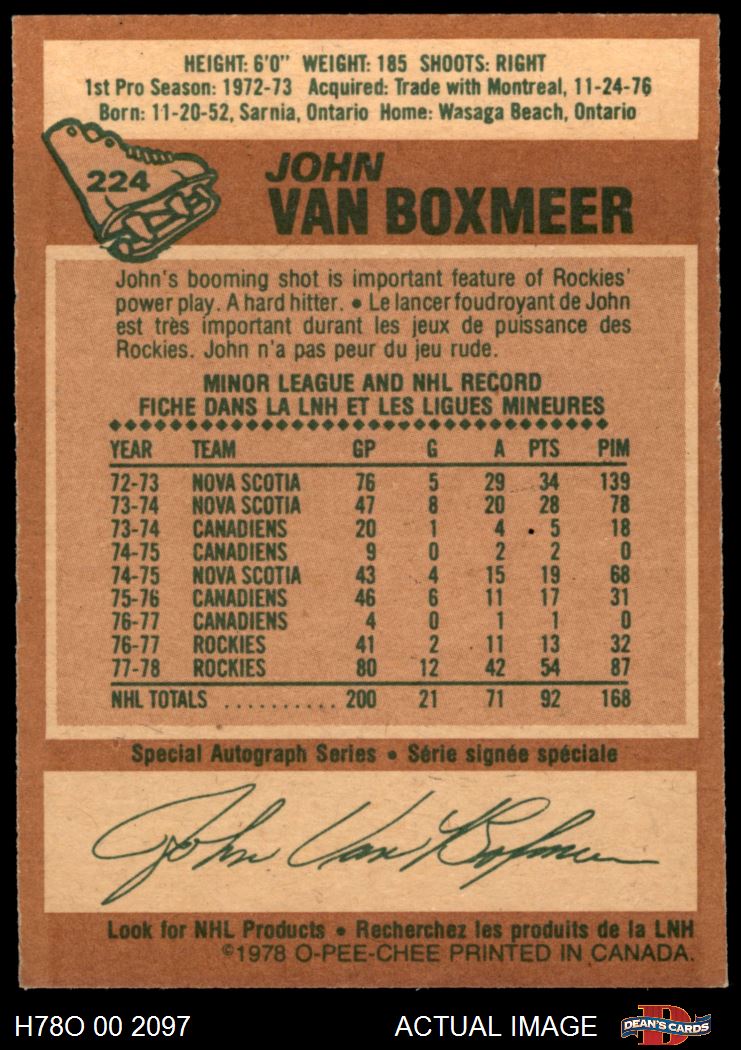 HEIGHT: 6'0" WEIGHT: 185 SHOOTS: RIGHT
1st Pro Season: 1972-73 Acquired: Trade with Montreal, 11-24-76
Born: 11-20-52, Sarnia, Ontario Home: Wasaga Beach, Ontario
224
JOHN
VAN BOXMEER
John's booming shot is important feature of Rockies'
power play. A hard hitter. • Le lancer foudroyant de John
est très important durant les jeux de puissance des
Rockies. John n'a pas peur du jeu rude.
MINOR LEAGUE AND NHL RECORD
FICHE DANS LA LNH ET LES LIGUES MINEURES
YEAR TEAM GP G A PTS PIM
72-73 NOVA SCOTIA 76 5 29 34 139
73-74 NOVA SCOTIA 47 8 20 28 78
73-74 CANADIENS 20 1 4 5 18
74-75 CANADIENS 9 0 2 2 0
74-75 NOVA SCOTIA 43 4 15 19 68
75-76 CANADIENS 46 6 11 17 31
76-77 CANADIENS 4 0 1 1 0
76-77 ROCKIES 41 2 11 13 32
77-78 ROCKIES 80 12 42 54 87
NHL TOTALS .......... 200 21 71 92 168
Special Autograph Series • Série signée spéciale
John Van Boxmeer
Look for NHL Products • Recherchez les produits de la LNH
©1978 O-PEE-CHEE PRINTED IN CANADA.
H78O 00 2097 ACTUAL IMAGE D DEAN'S CARDS